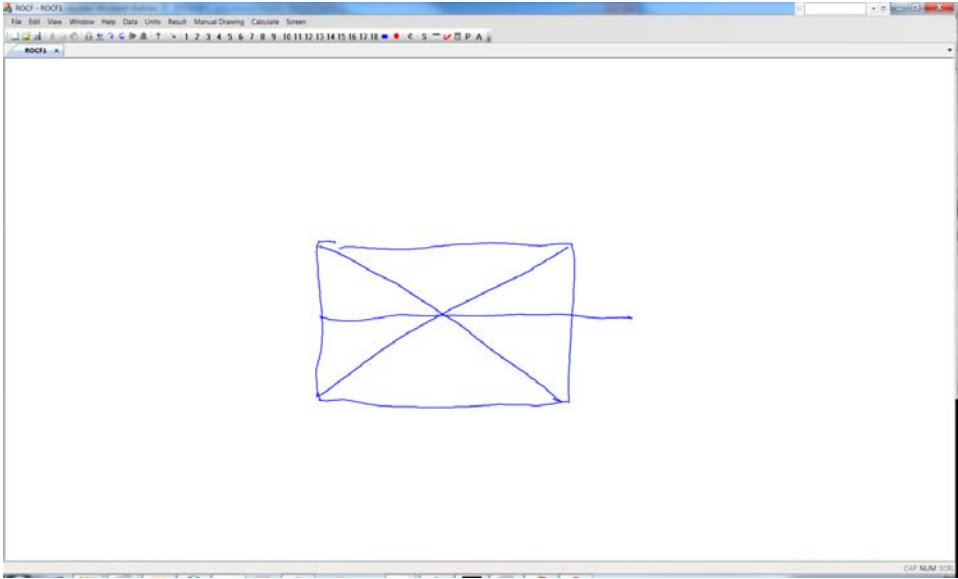 ROCF - ROCF1
File Edit View Window Help Data Units Result Manual Drawing Calculate Screen
1 2 3 4 5 6 7 8 9 10 11 12 13 14 15 16 17 18 S P A
ROCF1 x
CAP NUM SCRL